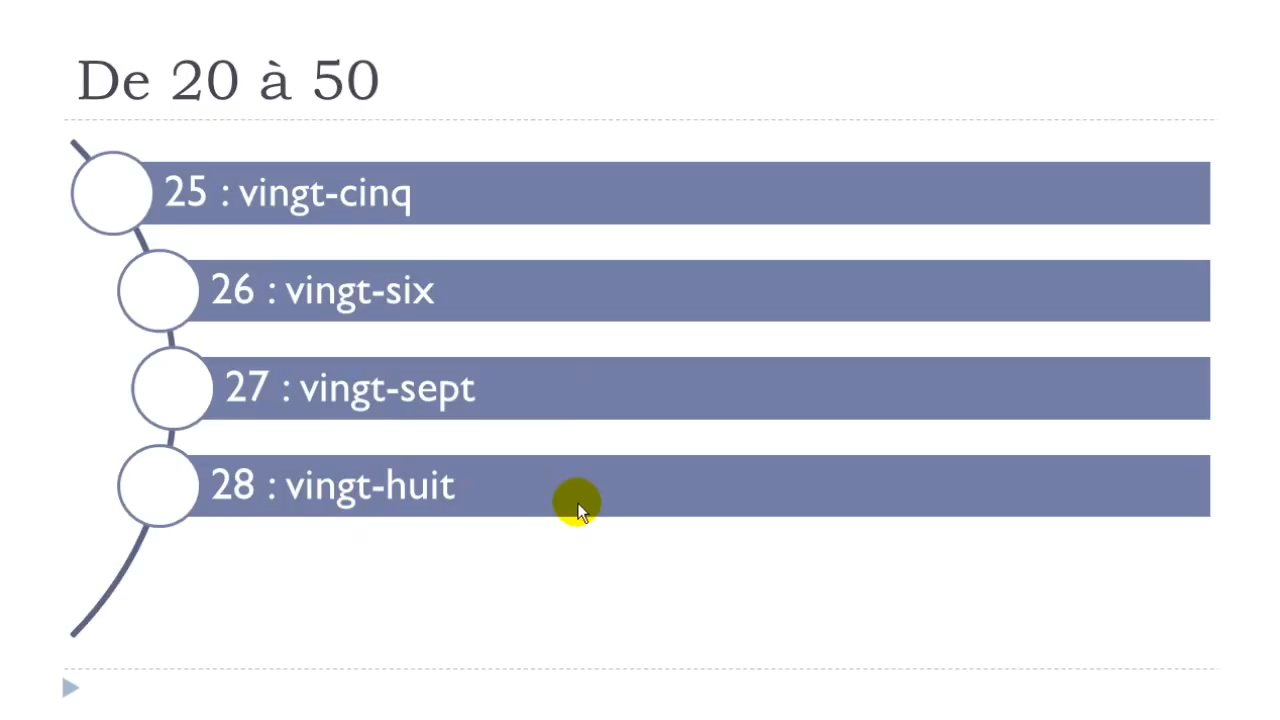 De 20 à 50
25 : vingt-cinq
26 : vingt-six
27 : vingt-sept
28 : vingt-huit